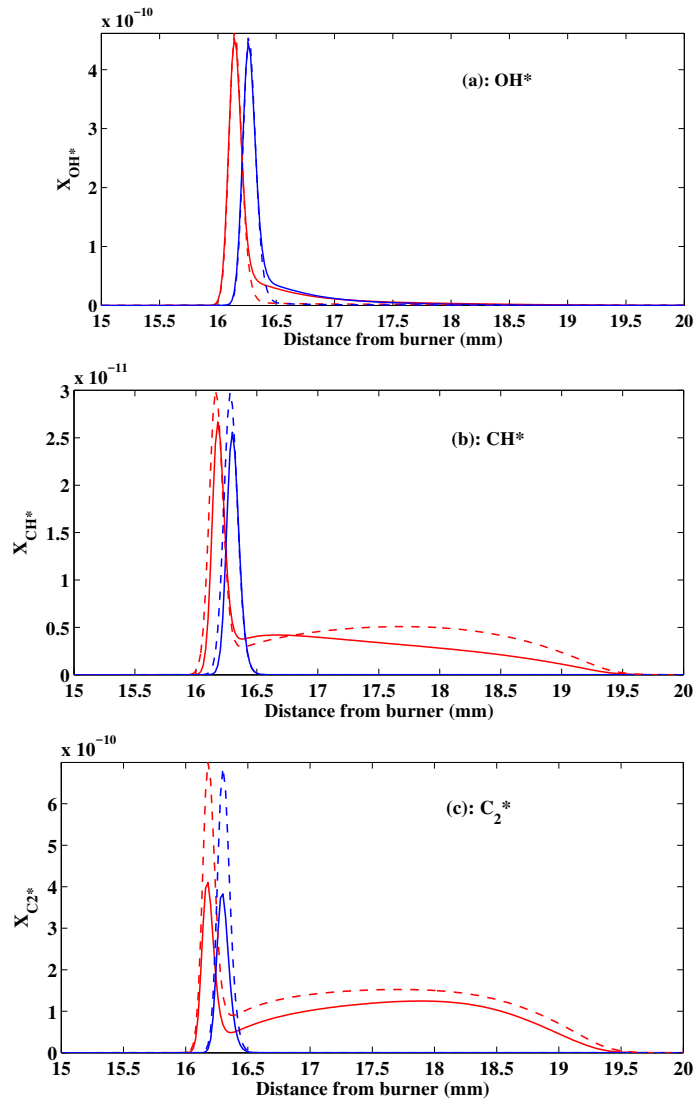 x 10⁻¹⁰
4
3
2
1
0
X_OH*
(a): OH*
15 15.5 16 16.5 17 17.5 18 18.5 19 19.5 20
Distance from burner (mm)
x 10⁻¹¹
3
2.5
2
1.5
1
0.5
0
X_CH*
(b): CH*
15 15.5 16 16.5 17 17.5 18 18.5 19 19.5 20
Distance from burner (mm)
x 10⁻¹⁰
6
5
4
3
2
1
0
X_C2*
(c): C₂*
15 15.5 16 16.5 17 17.5 18 18.5 19 19.5 20
Distance from burner (mm)